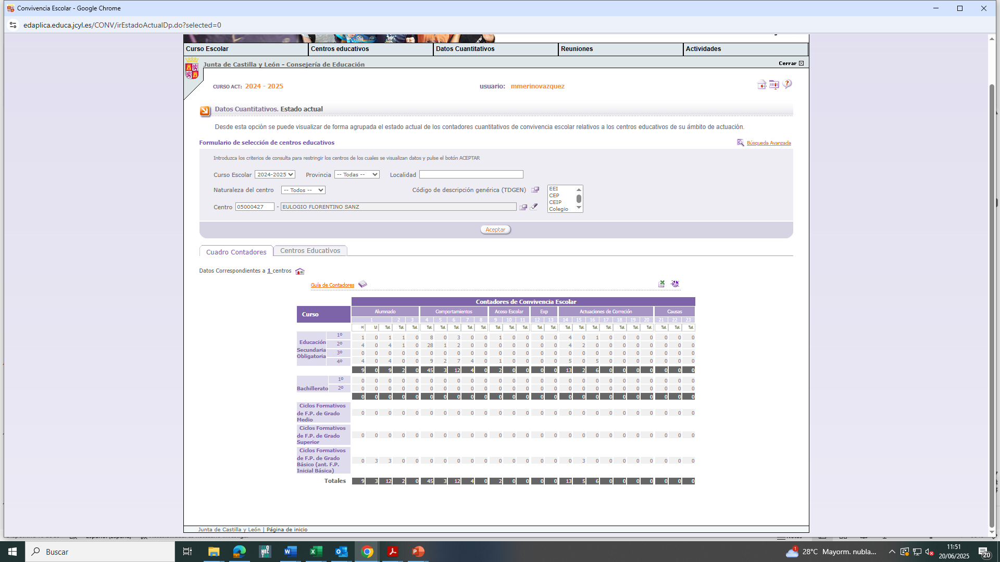 Convivencia Escolar - Google Chrome
edaplica.educa.jcyl.es/CONV/irEstadoActualDp.do?selected=0
Curso Escolar Centros educativos Datos Cuantitativos Reuniones Actividades
Junta de Castilla y León - Consejería de Educación Cerrar
CURSO ACT: 2024 - 2025 usuario: mmerinovazquez
Datos Cuantitativos. Estado actual
Desde esta opción se puede visualizar de forma agrupada el estado actual de los contadores cuantitativos de convivencia escolar relativos a los centros educativos de su ámbito de actuación.
Formulario de selección de centros educativos Búsqueda Avanzada
Introduzca los criterios de consulta para restringir los centros de los cuales se visualizan datos y pulse el botón ACEPTAR
Curso Escolar 2024-2025 Provincia -- Todas -- Localidad
Naturaleza del centro -- Todos -- Código de descripción genérica (TDGEN) EEI
CEP
CEIP
Colegio
Centro 05000427 - EULOGIO FLORENTINO SANZ
Aceptar
Cuadro Contadores Centros Educativos
Datos Correspondientes a 1 centros
Guía de Contadores
Contadores de Convivencia Escolar
Curso Alumnado Comportamientos Acoso Escolar Exp Actuaciones de Correción Causas
1 2 3 4 5 6 7 8 9 10 11 12 13 14 15 16 17 18 19 20 21 22 23
H M Tot. Tot. Tot. Tot. Tot. Tot. Tot. Tot. Tot. Tot. Tot. Tot. Tot. Tot. Tot. Tot. Tot. Tot. Tot. Tot. Tot. Tot. Tot.
Educación Secundaria Obligatoria
1º 1 0 1 1 0 8 0 3 0 0 1 0 0 0 0 4 0 1 0 0 0 0 0 0 0
2º 4 0 4 1 0 28 1 2 0 0 0 0 0 0 0 4 2 0 0 0 0 0 0 0 0
3º 0 0 0 0 0 0 0 0 0 0 0 0 0 0 0 0 0 0 0 0 0 0 0 0 0
4º 4 0 4 0 0 9 2 7 4 0 1 0 0 0 0 5 0 5 0 0 0 0 0 0 0
9 0 9 2 0 45 3 12 4 0 2 0 0 0 0 13 2 6 0 0 0 0 0 0 0
Bachillerato
1º 0 0 0 0 0 0 0 0 0 0 0 0 0 0 0 0 0 0 0 0 0 0 0 0 0
2º 0 0 0 0 0 0 0 0 0 0 0 0 0 0 0 0 0 0 0 0 0 0 0 0 0
0 0 0 0 0 0 0 0 0 0 0 0 0 0 0 0 0 0 0 0 0 0 0 0 0
Ciclos Formativos
de F.P. de Grado
Medio
0 0 0 0 0 0 0 0 0 0 0 0 0 0 0 0 0 0 0 0 0 0 0 0 0
Ciclos Formativos
de F.P. de Grado
Superior
0 0 0 0 0 0 0 0 0 0 0 0 0 0 0 0 0 0 0 0 0 0 0 0 0
Ciclos Formativos
de F.P. de Grado
Básico (ant. F.P.
Inicial Básica)
0 3 3 0 0 0 0 0 0 0 0 0 0 0 0 0 3 0 0 0 0 0 0 0 0
Totales 9 3 12 2 0 45 3 12 4 0 2 0 0 0 0 13 5 6 0 0 0 0 0 0 0
Junta de Castilla y León | Página de inicio
Buscar
28°C Mayorm. nubla...
11:51
20/06/2025
20